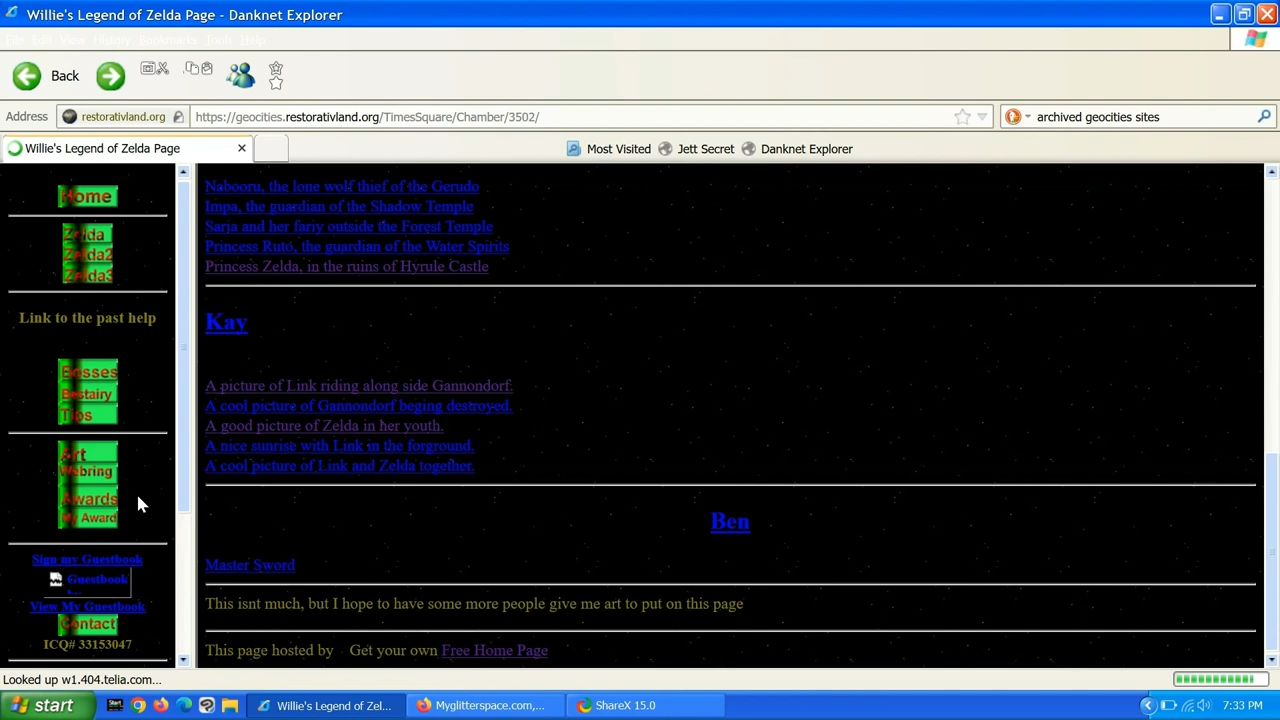 Willie's Legend of Zelda Page - Danknet Explorer
File Edit View History Bookmarks Tools Help
Back
Address restorativland.org https://geocities.restorativland.org/TimesSquare/Chamber/3502/ archived geocities sites
Willie's Legend of Zelda Page Most Visited Jett Secret Danknet Explorer
Home
Zelda
Zelda2
Zelda3
Link to the past help
Bosses
Bestairy
Tips
Art
Webring
Awards
My Award
Sign my Guestbook
Guestbook
...
View My Guestbook
Contact
ICQ# 33153047
Nabooru, the lone wolf thief of the Gerudo
Impa, the guardian of the Shadow Temple
Sarja and her fariy outside the Forest Temple
Princess Ruto, the guardian of the Water Spirits
Princess Zelda, in the ruins of Hyrule Castle
Kay
A picture of Link riding along side Gannondorf:
A cool picture of Gannondorf beging destroyed.
A good picture of Zelda in her youth.
A nice sunrise with Link in the forground.
A cool picture of Link and Zelda together.
Ben
Master Sword
This isnt much, but I hope to have some more people give me art to put on this page
This page hosted by Get your own Free Home Page
Looked up w1.404.telia.com...
start Willie's Legend of Zel... Myglitterspace.com,... ShareX 15.0 7:33 PM